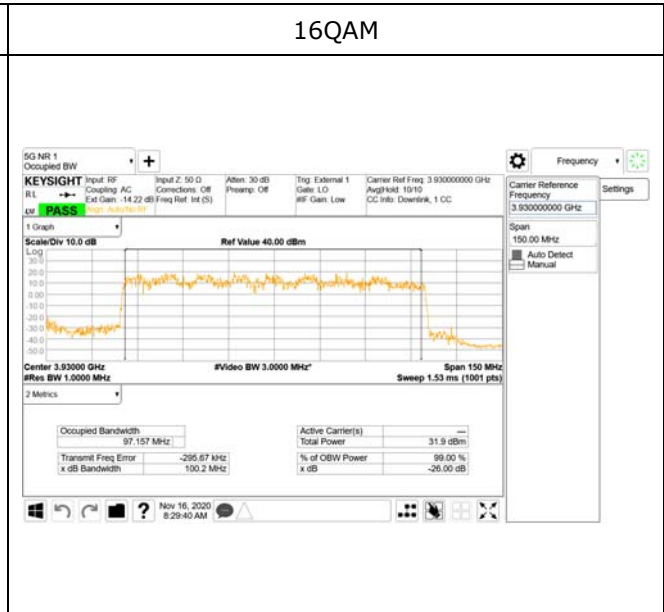 16QAM
5G NR 1
Occupied BW
Frequency
KEYSIGHT
Input: RF
Input Z: 50 Ω
Atten: 30 dB
Trig: External 1
Carrier Ref Freq: 3.930000000 GHz
RL
Coupling: AC
Corrections: Off
Preamp: Off
Gate: LO
Avg|Hold: 10/10
Ext Gain: -14.22 dB
Freq Ref: Int (S)
#IF Gain: Low
CC Info: Downlink, 1 CC
PASS
Align: Auto/No RF
Carrier Reference Frequency
3.930000000 GHz
Settings
Span
150.00 MHz
Auto Detect
Manual
1 Graph
Scale/Div 10.0 dB
Ref Value 40.00 dBm
Log
30.0
20.0
10.0
0.00
-10.0
-20.0
-30.0
-40.0
-50.0
Center 3.93000 GHz
#Video BW 3.0000 MHz*
Span 150 MHz
#Res BW 1.0000 MHz
Sweep 1.53 ms (1001 pts)
2 Metrics
Occupied Bandwidth
97.157 MHz
Active Carrier(s)
---
Total Power
31.9 dBm
Transmit Freq Error
-295.67 kHz
% of OBW Power
99.00 %
x dB Bandwidth
100.2 MHz
x dB
-26.00 dB
?
Nov 16, 2020
8:29:40 AM